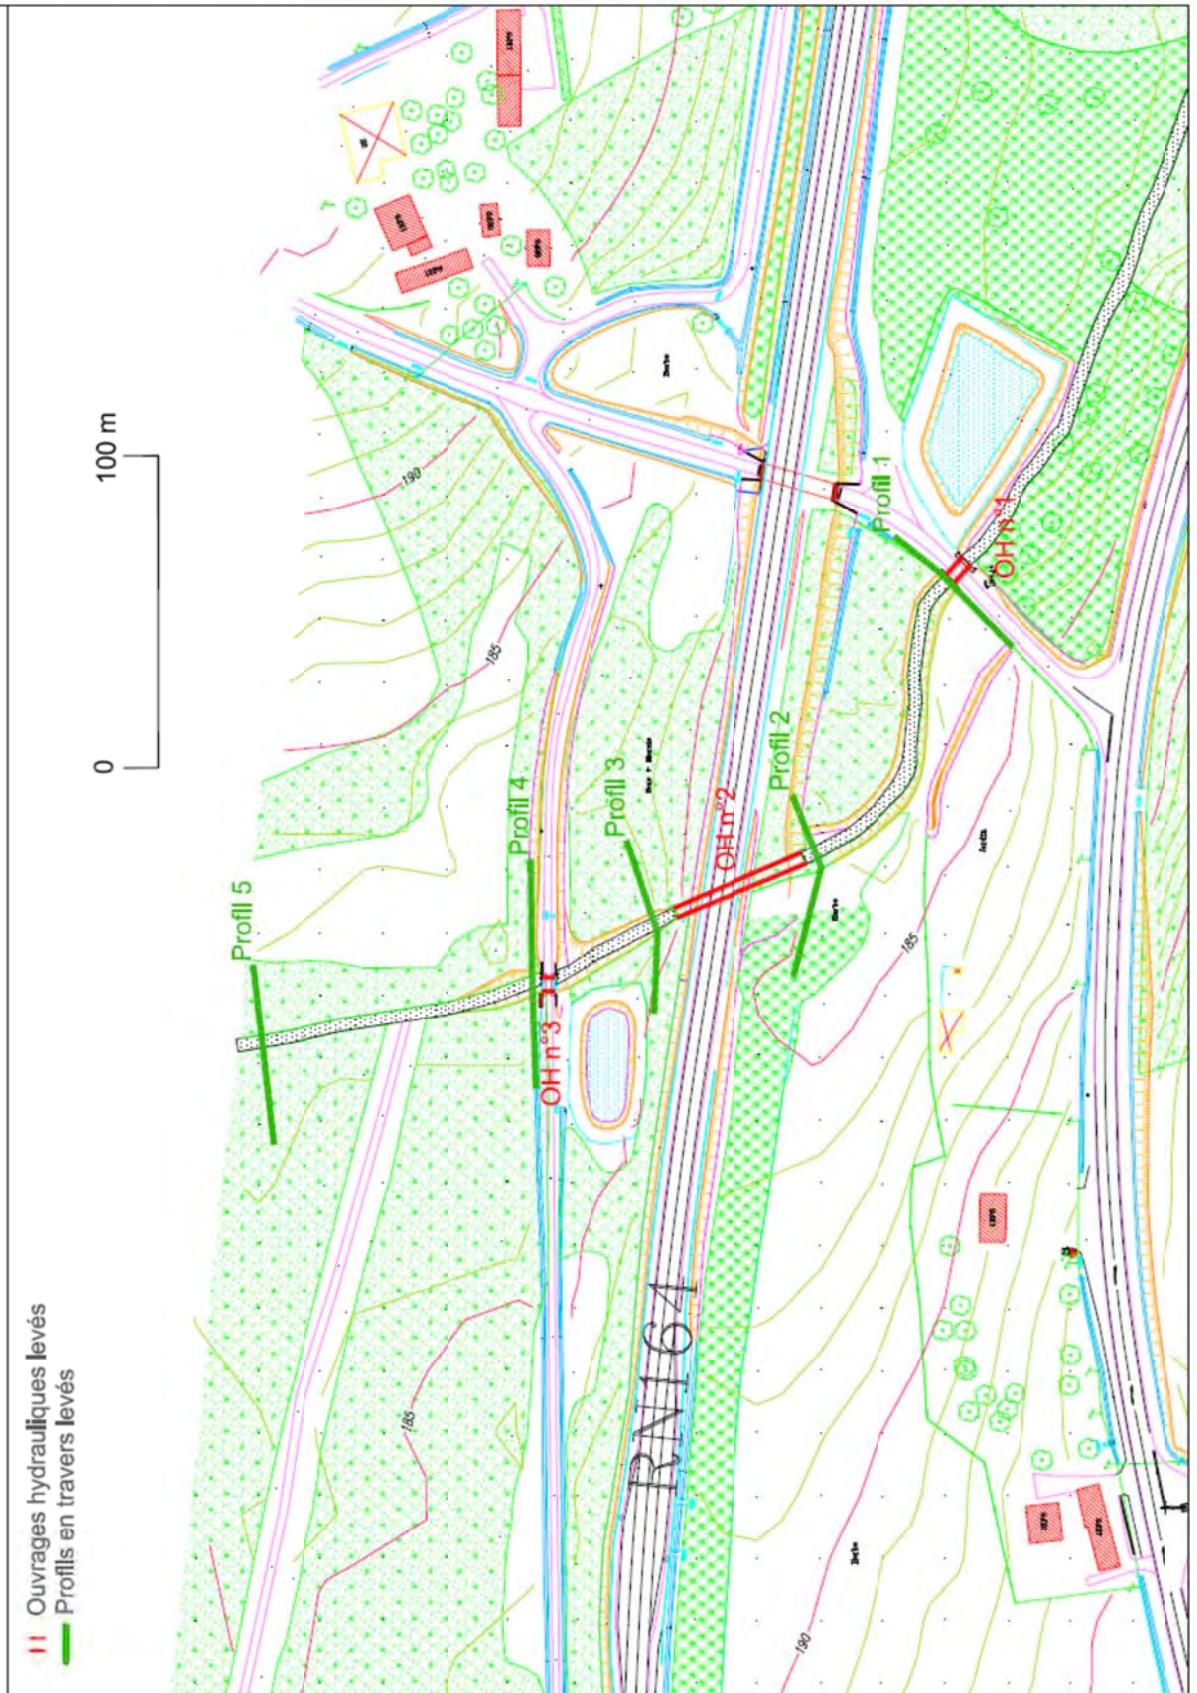 Ouvrages hydrauliques levés
Profils en travers levés
0
100 m
Profil 5
Profil 4
Profil 3
Profil 2
Profil 1
OH n°3
OH n°2
OH n°1
RN164
190
185
185
185
190